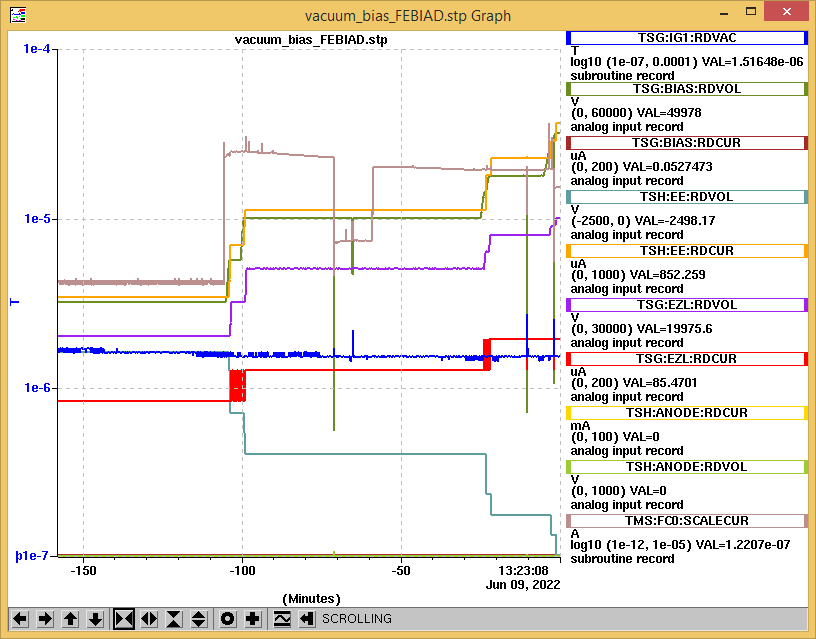 vacuum_bias_FEBIAD.stp Graph
vacuum_bias_FEBIAD.stp
1e-4
1e-5
T
1e-6
1e-7
-150
-100
-50
13:23:08
Jun 09, 2022
(Minutes)
TSG:IG1:RDVAC
T
log10 (1e-07, 0.0001) VAL=1.51648e-06
subroutine record
TSG:BIAS:RDVOL
V
(0, 60000) VAL=49978
analog input record
TSG:BIAS:RDCUR
uA
(0, 200) VAL=0.0527473
analog input record
TSH:EE:RDVOL
V
(-2500, 0) VAL=-2498.17
analog input record
TSH:EE:RDCUR
uA
(0, 1000) VAL=852.259
analog input record
TSG:EZL:RDVOL
V
(0, 30000) VAL=19975.6
analog input record
TSG:EZL:RDCUR
uA
(0, 200) VAL=85.4701
analog input record
TSH:ANODE:RDCUR
mA
(0, 100) VAL=0
analog input record
TSH:ANODE:RDVOL
V
(0, 1000) VAL=0
analog input record
TMS:FC0:SCALECUR
A
log10 (1e-12, 1e-05) VAL=1.2207e-07
subroutine record
SCROLLING